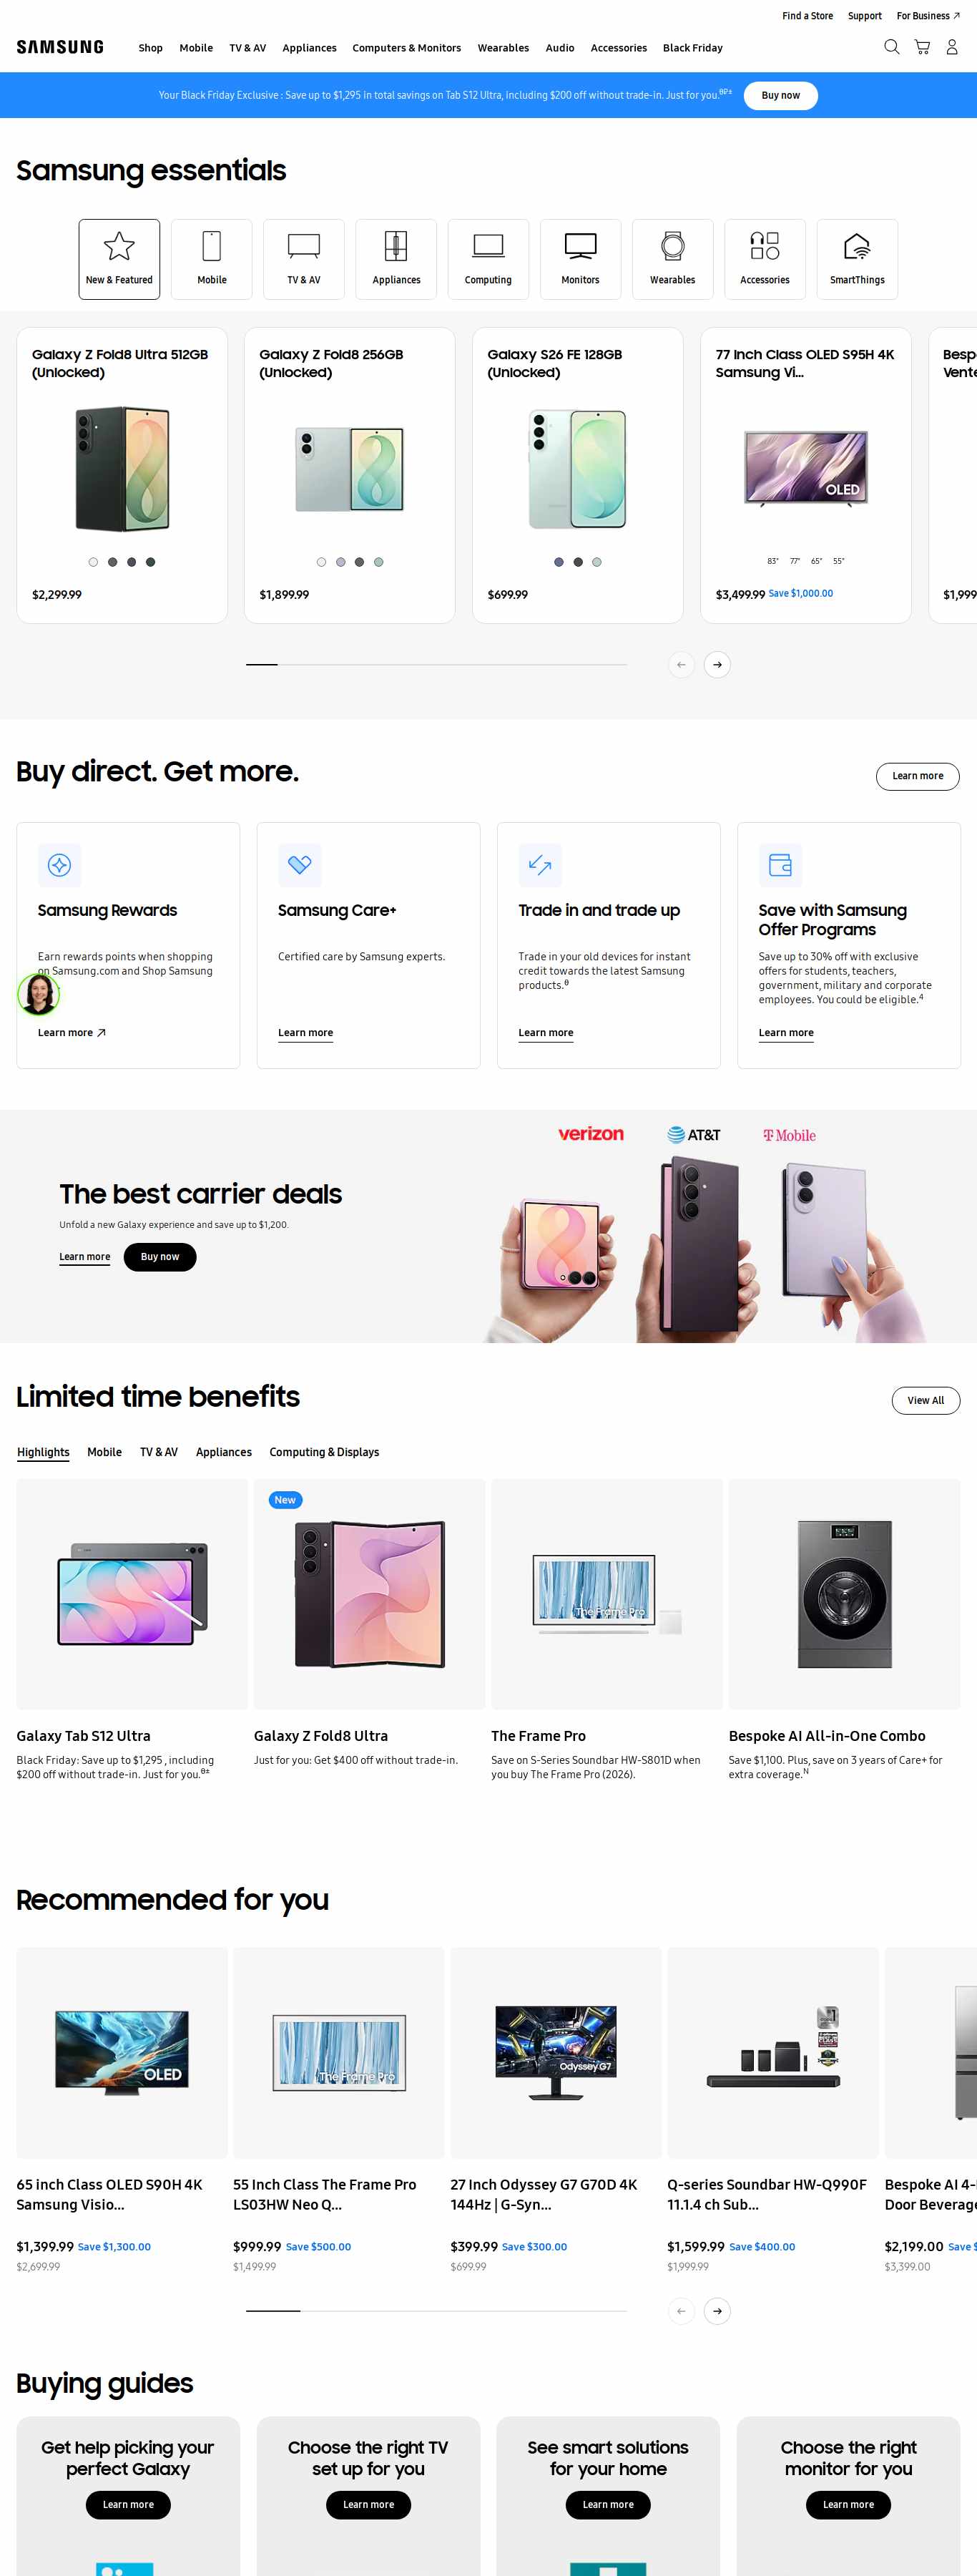 Find a Store Support For Business
SAMSUNG Shop Mobile TV & AV Appliances Computers & Monitors Wearables Audio Accessories Black Friday
Your Black Friday Exclusive : Save up to $1,295 in total savings on Tab S12 Ultra, including $200 off without trade-in. Just for you.
Buy now
Samsung essentials
New & Featured Mobile TV & AV Appliances Computing Monitors Wearables Accessories SmartThings
Galaxy Z Fold8 Ultra 512GB
(Unlocked)
$2,299.99
Galaxy Z Fold8 256GB
(Unlocked)
$1,899.99
Galaxy S26 FE 128GB
(Unlocked)
$699.99
77 Inch Class OLED S95H 4K
Samsung Vi...
OLED
83" 77" 65" 55"
$3,499.99 Save $1,000.00
$1,999
Buy direct. Get more.
Learn more
Samsung Rewards
Earn rewards points when shopping
on Samsung.com and Shop Samsung
Learn more
Samsung Care+
Certified care by Samsung experts.
Learn more
Trade in and trade up
Trade in your old devices for instant
credit towards the latest Samsung
products.θ
Learn more
Save with Samsung
Offer Programs
Save up to 30% off with exclusive
offers for students, teachers,
government, military and corporate
employees. You could be eligible.4
Learn more
verizon AT&T T Mobile
The best carrier deals
Unfold a new Galaxy experience and save up to $1,200.
Learn more Buy now
Limited time benefits
View All
Highlights Mobile TV & AV Appliances Computing & Displays
New
The Frame Pro
Galaxy Tab S12 Ultra
Black Friday: Save up to $1,295 , including
$200 off without trade-in. Just for you.θ±
Galaxy Z Fold8 Ultra
Just for you: Get $400 off without trade-in.
The Frame Pro
Save on S-Series Soundbar HW-S801D when
you buy The Frame Pro (2026).
Bespoke AI All-in-One Combo
Save $1,100. Plus, save on 3 years of Care+ for
extra coverage.N
Recommended for you
OLED
The Frame Pro
Odyssey G7
65 inch Class OLED S90H 4K
Samsung Visio...
$1,399.99 Save $1,300.00
$2,699.99
55 Inch Class The Frame Pro
LS03HW Neo Q...
$999.99 Save $500.00
$1,499.99
27 Inch Odyssey G7 G70D 4K
144Hz | G-Syn...
$399.99 Save $300.00
$699.99
Q-series Soundbar HW-Q990F
11.1.4 ch Sub...
$1,599.99 Save $400.00
$1,999.99
Bespoke AI 4-
Door Beverage
$2,199.00 Save
$3,399.00
Buying guides
Get help picking your
perfect Galaxy
Learn more
Choose the right TV
set up for you
Learn more
See smart solutions
for your home
Learn more
Choose the right
monitor for you
Learn more